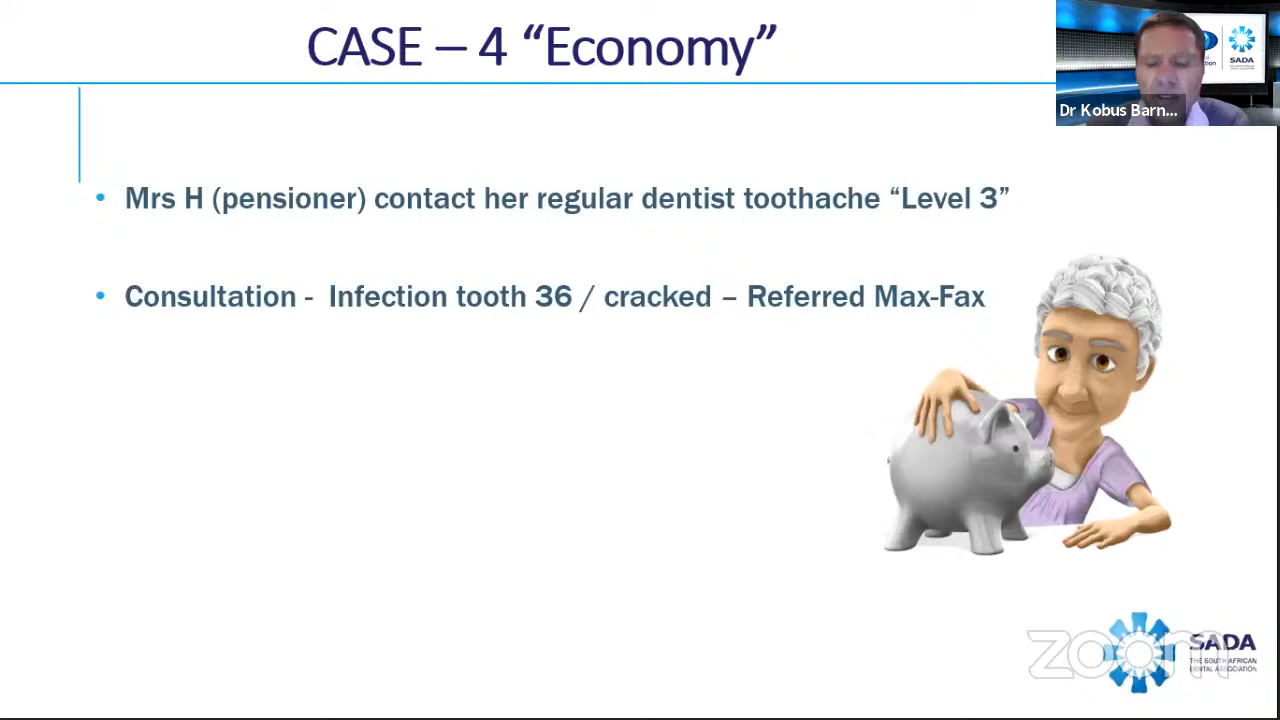 CASE – 4 “Economy”
SADA
Dr Kobus Barn...
• Mrs H (pensioner) contact her regular dentist toothache “Level 3”
• Consultation - Infection tooth 36 / cracked – Referred Max-Fax
zoom
SADA
THE SOUTH AFRICAN
DENTAL ASSOCIATION